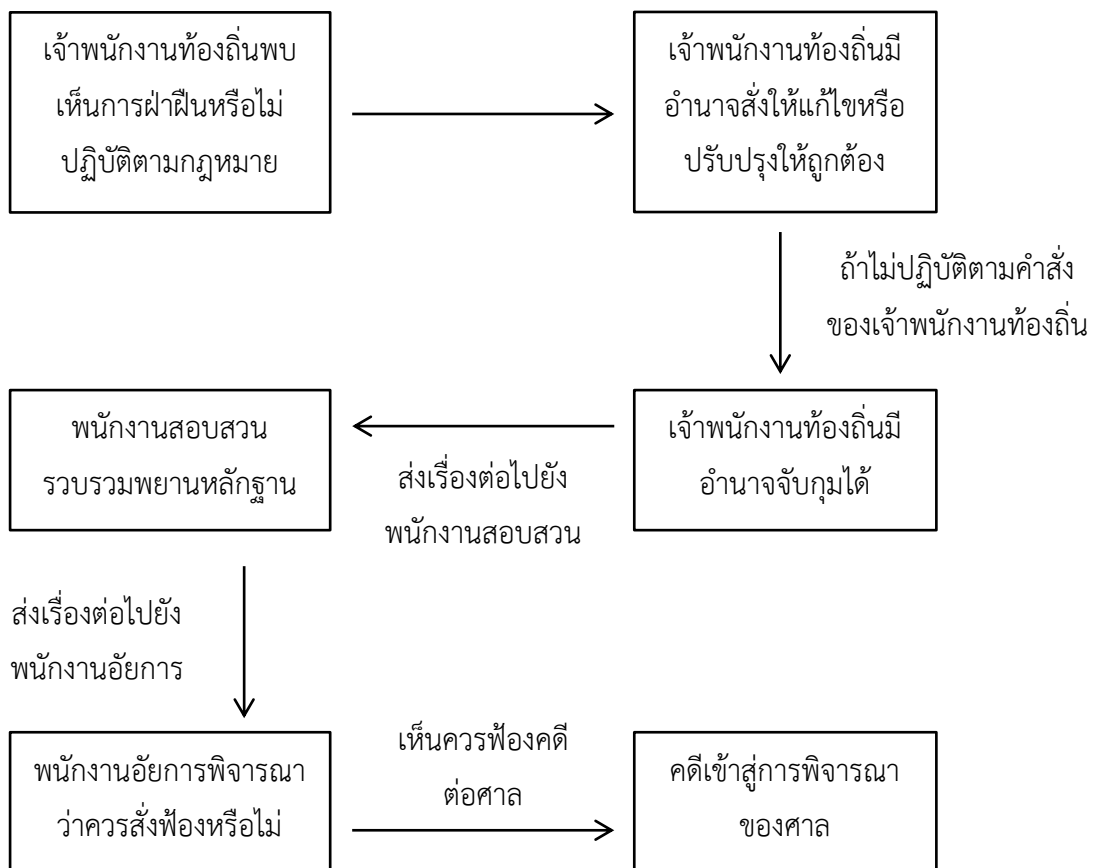 เจ้าพนักงานท้องถิ่นพบ
เห็นการฝ่าฝืนหรือไม่
ปฏิบัติตามกฎหมาย
เจ้าพนักงานท้องถิ่นมี
อำนาจสั่งให้แก้ไขหรือ
ปรับปรุงให้ถูกต้อง
ถ้าไม่ปฏิบัติตามคำสั่ง
ของเจ้าพนักงานท้องถิ่น
เจ้าพนักงานท้องถิ่นมี
อำนาจจับกุมได้
ส่งเรื่องต่อไปยัง
พนักงานสอบสวน
พนักงานสอบสวน
รวบรวมพยานหลักฐาน
ส่งเรื่องต่อไปยัง
พนักงานอัยการ
พนักงานอัยการพิจารณา
ว่าควรสั่งฟ้องหรือไม่
เห็นควรฟ้องคดี
ต่อศาล
คดีเข้าสู่การพิจารณา
ของศาล